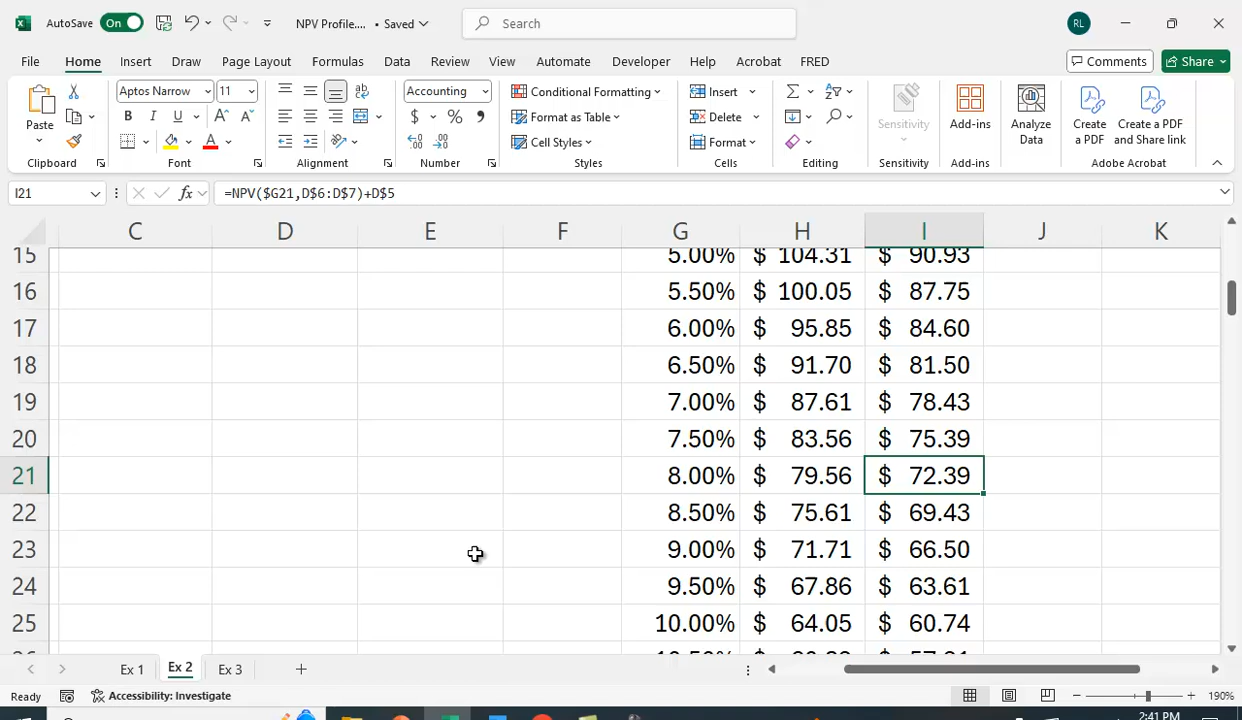 AutoSave On NPV Profile.... • Saved Search RL
File Home Insert Draw Page Layout Formulas Data Review View Automate Developer Help Acrobat FRED Comments Share
Paste Aptos Narrow 11 Accounting Conditional Formatting Insert Sensitivity Add-ins Analyze Data Create a PDF Create a PDF and Share link
B I U $ % Format as Table Delete
Cell Styles Format
Clipboard Font Alignment Number Styles Cells Editing Sensitivity Add-ins Adobe Acrobat
I21 fx =NPV($G21,D$6:D$7)+D$5
C D E F G H I J K
15 5.00% $ 104.31 $ 90.93
16 5.50% $ 100.05 $ 87.75
17 6.00% $ 95.85 $ 84.60
18 6.50% $ 91.70 $ 81.50
19 7.00% $ 87.61 $ 78.43
20 7.50% $ 83.56 $ 75.39
21 8.00% $ 79.56 $ 72.39
22 8.50% $ 75.61 $ 69.43
23 9.00% $ 71.71 $ 66.50
24 9.50% $ 67.86 $ 63.61
25 10.00% $ 64.05 $ 60.74
Ex 1 Ex 2 Ex 3
Ready Accessibility: Investigate 190%
2:41 PM